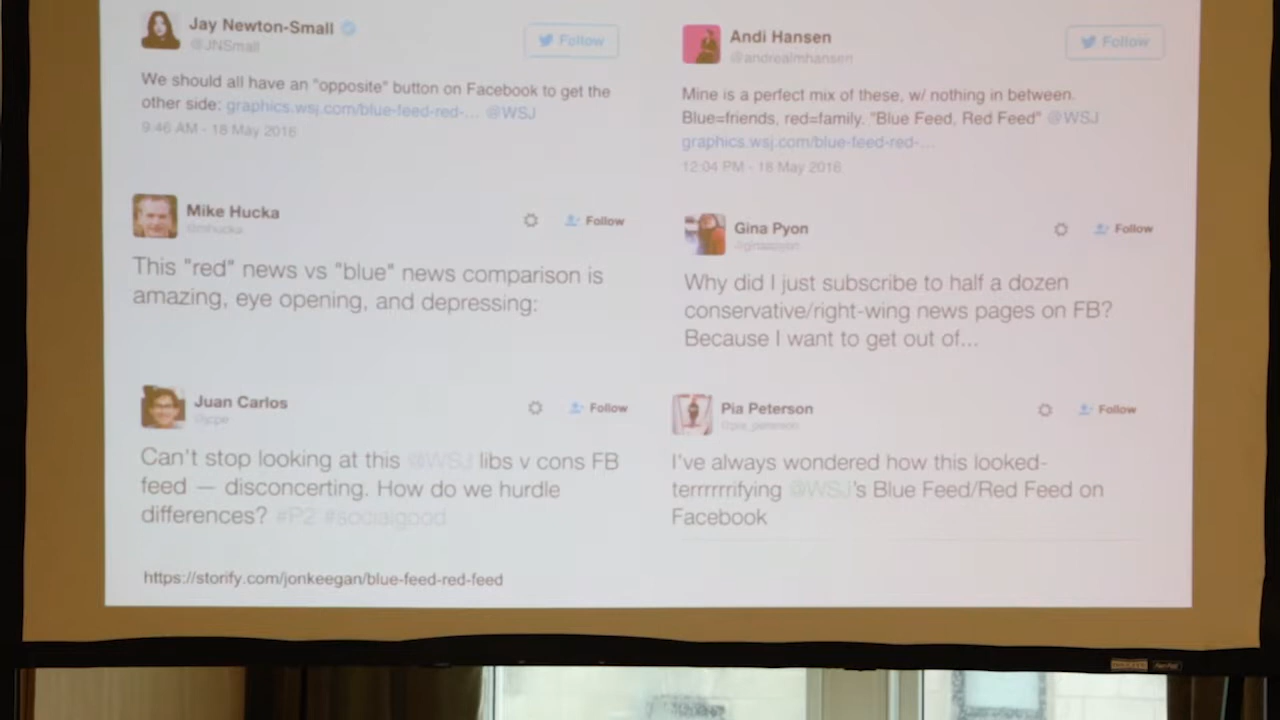 Jay Newton-Small
@JNSmall
Follow
We should all have an "opposite" button on Facebook to get the
other side: graphics.wsj.com/blue-feed-red-... @WSJ
9:46 AM - 18 May 2016
Andi Hansen
@andrealmhansen
Follow
Mine is a perfect mix of these, w/ nothing in between.
Blue=friends, red=family. "Blue Feed, Red Feed" @WSJ
graphics.wsj.com/blue-feed-red-...
12:04 PM - 18 May 2016
Mike Hucka
@mhucka
Follow
This "red" news vs "blue" news comparison is
amazing, eye opening, and depressing:
Gina Pyon
Follow
Why did I just subscribe to half a dozen
conservative/right-wing news pages on FB?
Because I want to get out of...
Juan Carlos
Follow
Can't stop looking at this @WSJ libs v cons FB
feed — disconcerting. How do we hurdle
differences? #P2 #socialgood
Pia Peterson
@pia_peterson
Follow
I've always wondered how this looked-
terrrrrrifying @WSJ's Blue Feed/Red Feed on
Facebook
https://storify.com/jonkeegan/blue-feed-red-feed